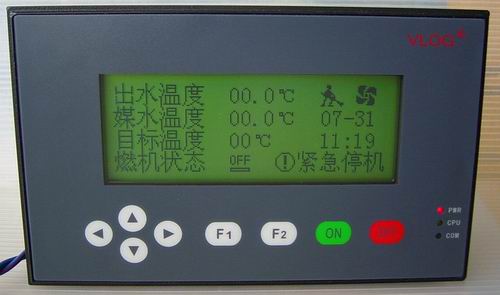 VLOG®
出水温度 00.0℃
媒水温度 00.0℃ 07-31
目标温度 00℃ 11:19
燃机状态 OFF 紧急停机
F1 F2 ON OFF
PWR
CPU
COM